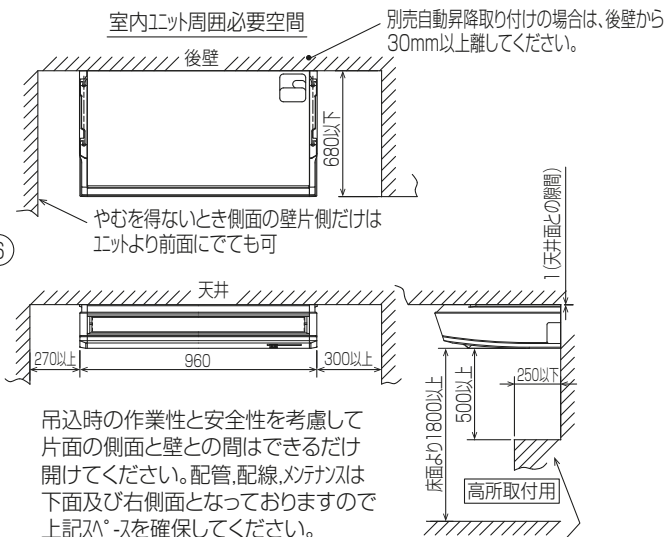 室内ユニット周囲必要空間
別売自動昇降取り付けの場合は、後壁から
30mm以上離してください。
後壁
680以下
やむを得ないとき側面の壁片側だけは
ユニットより前面にでても可
6
1(天井面との隙間)
天井
270以上
960
300以上
床面より1800以上
500以上
250以下
高所取付用
吊込時の作業性と安全性を考慮して
片面の側面と壁との間はできるだけ
開けてください。配管,配線,メンテナンスは
下面及び右側面となっておりますので
上記スペースを確保してください。